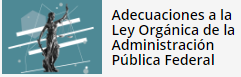 Adecuaciones a la
Ley Orgánica de la
Administración
Pública Federal